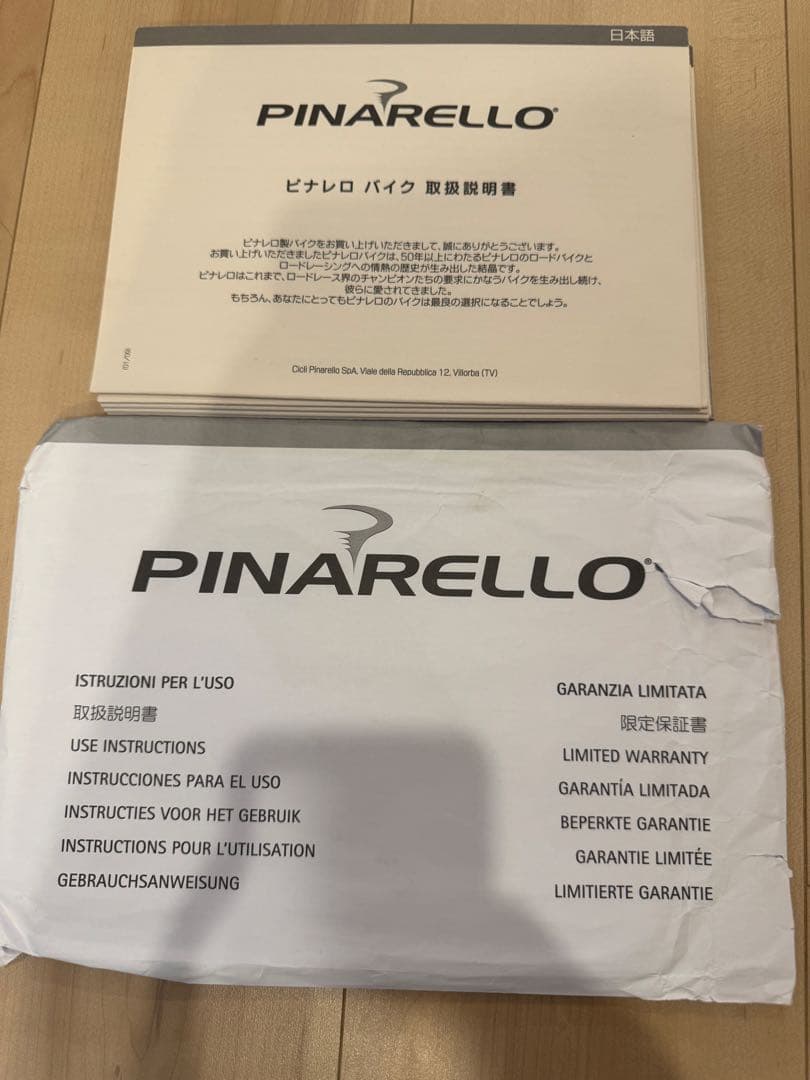 日本語
PINARELLO®
ピナレロ バイク 取扱説明書
ピナレロ製バイクをお買い上げいただきまして、誠にありがとうございます。
お買い上げいただきましたピナレロバイクは、50年以上にわたるピナレロのロードバイクと
ロードレーシングへの情熱の歴史が生み出した結晶です。
ピナレロはこれまで、ロードレース界のチャンピオンたちの要求にかなうバイクを生み出し続け、
彼らに愛されてきました。
もちろん、あなたにとってもピナレロのバイクは最良の選択になることでしょう。
Cicli Pinarello SpA, Viale della Repubblica 12, Villorba (TV)
PINARELLO®
ISTRUZIONI PER L'USO
取扱説明書
USE INSTRUCTIONS
INSTRUCCIONES PARA EL USO
INSTRUCTIES VOOR HET GEBRUIK
INSTRUCTIONS POUR L'UTILISATION
GEBRAUCHSANWEISUNG
GARANZIA LIMITATA
限定保証書
LIMITED WARRANTY
GARANTÍA LIMITADA
BEPERKTE GARANTIE
GARANTIE LIMITÉE
LIMITIERTE GARANTIE